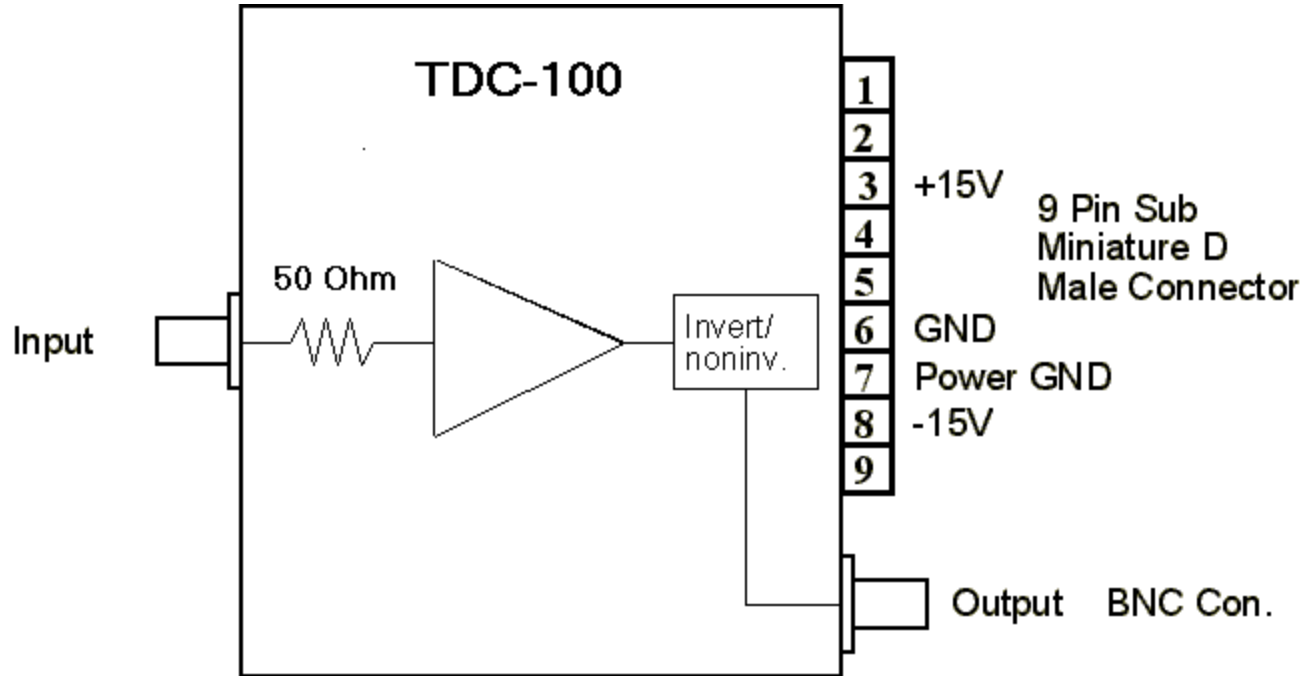 TDC-100
1
2
3 +15V
4
5
6 GND
7 Power GND
8 -15V
9
9 Pin Sub
Miniature D
Male Connector
50 Ohm
Input
Invert/
noninv.
Output BNC Con.